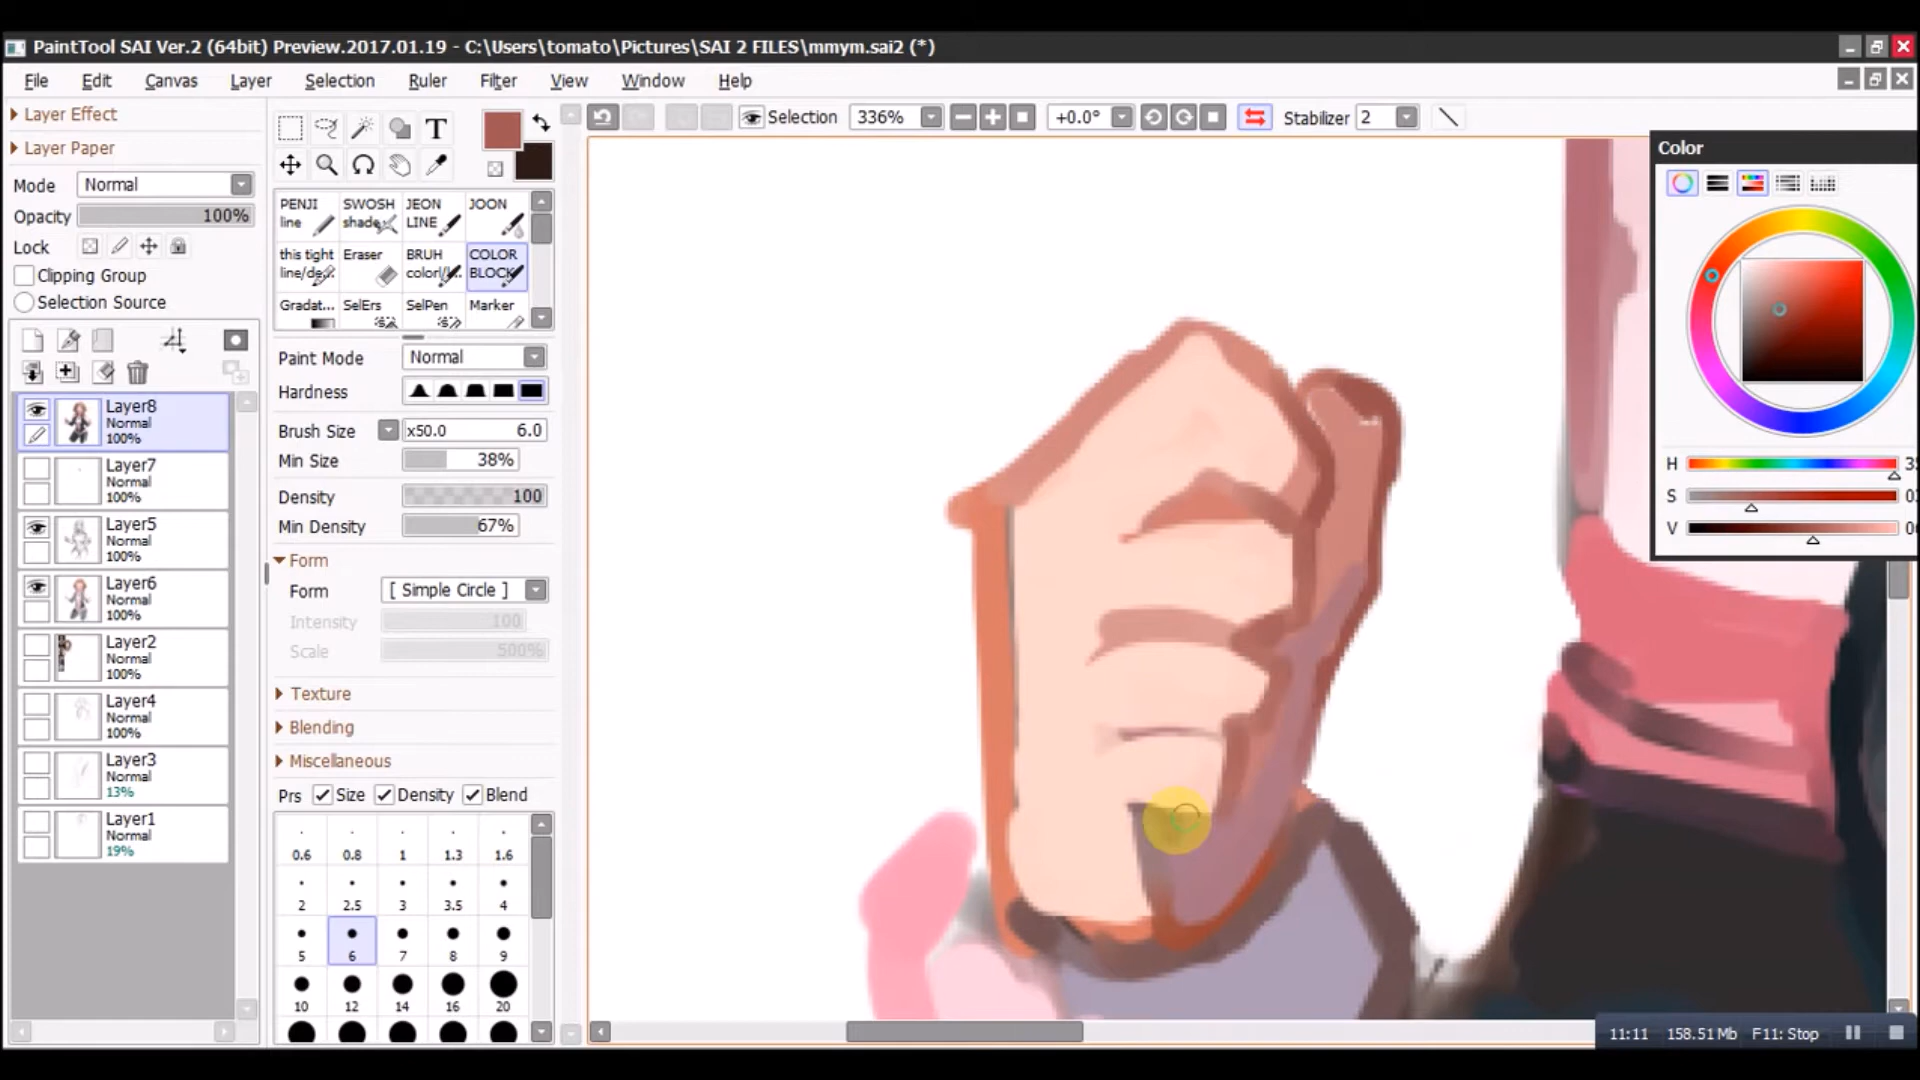 PaintTool SAI Ver.2 (64bit) Preview.2017.01.19 - C:\Users\tomato\Pictures\SAI 2 FILES\mmym.sai2 (*)
File Edit Canvas Layer Selection Ruler Filter View Window Help
Layer Effect
Layer Paper
Mode Normal
Opacity 100%
Lock
Clipping Group
Selection Source
Layer8
Normal
100%
Layer7
Normal
100%
Layer5
Normal
100%
Layer6
Normal
100%
Layer2
Normal
100%
Layer4
Normal
100%
Layer3
Normal
13%
Layer1
Normal
19%
T
PENJI line
SWOSH shade
JEON LINE
JOON
this tight line/de..
Eraser
BRUH color/l..
COLOR BLOCK
Gradat...
SelErs
SelPen
Marker
Paint Mode Normal
Hardness
Brush Size x50.0 6.0
Min Size 38%
Density 100
Min Density 67%
Form
Form [ Simple Circle ]
Intensity 100
Scale 500%
Texture
Blending
Miscellaneous
Prs Size Density Blend
0.6 0.8 1 1.3 1.6
2 2.5 3 3.5 4
5 6 7 8 9
10 12 14 16 20
Selection 336% +0.0° Stabilizer 2
Color
H
S
V
11:11 158.51 Mb F11: Stop